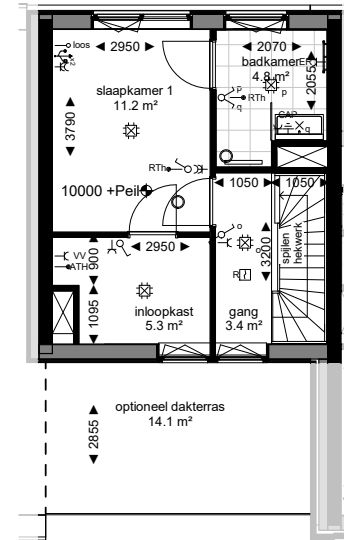 loos
x2
2950
2070
badkamer
4.8 m²
2055
slaapkamer 1
11.2 m²
3790
p
p
RTh
q
CAP
q
RTh
10000 +Peil
1050
1050
o
o
3200
spijlen
hekwerk
2950
VV
ATH
900
1095
R
inloopkast
5.3 m²
gang
3.4 m²
optioneel dakterras
14.1 m²
2855